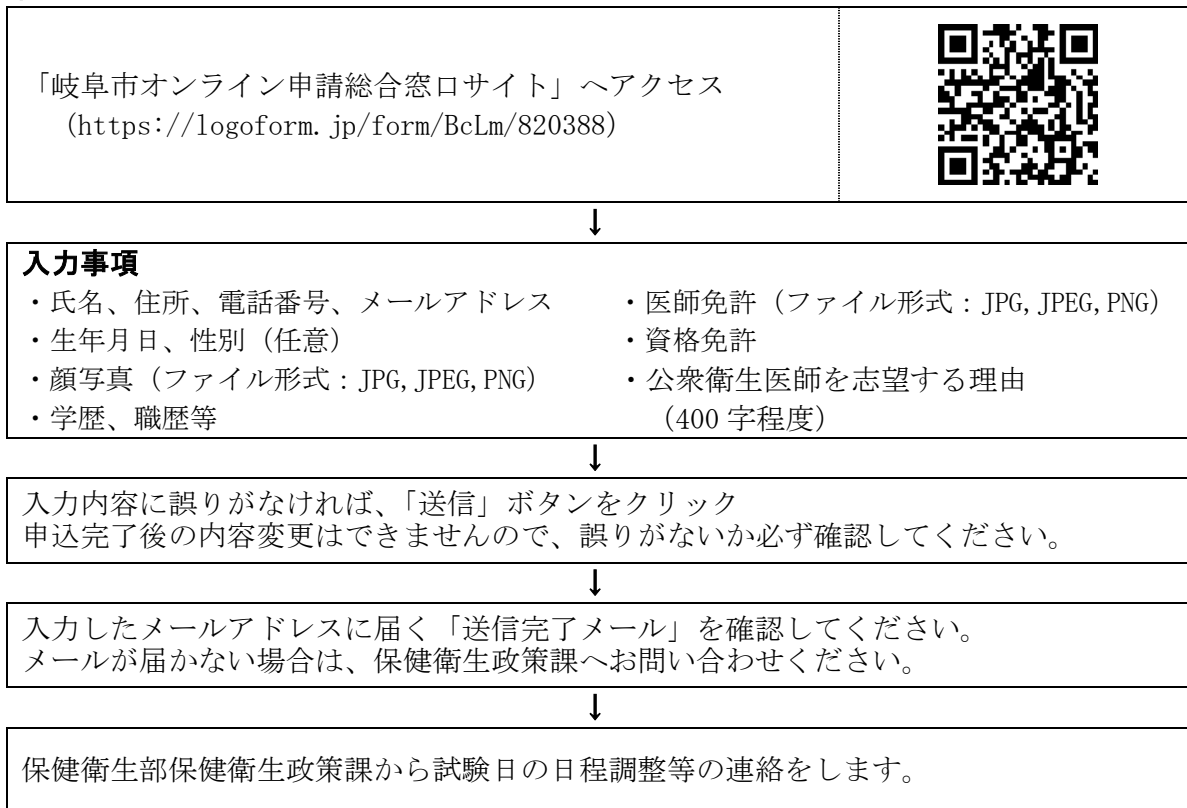 「岐阜市オンライン申請総合窓口サイト」へアクセス
(https://logoform.jp/form/BcLm/820388)
↓
入力事項
・氏名、住所、電話番号、メールアドレス
・生年月日、性別（任意）
・顔写真（ファイル形式：JPG,JPEG,PNG）
・学歴、職歴等
・医師免許（ファイル形式：JPG,JPEG,PNG）
・資格免許
・公衆衛生医師を志望する理由
（400字程度）
↓
入力内容に誤りがなければ、「送信」ボタンをクリック
申込完了後の内容変更はできませんので、誤りがないか必ず確認してください。
↓
入力したメールアドレスに届く「送信完了メール」を確認してください。
メールが届かない場合は、保健衛生政策課へお問い合わせください。
↓
保健衛生部保健衛生政策課から試験日の日程調整等の連絡をします。